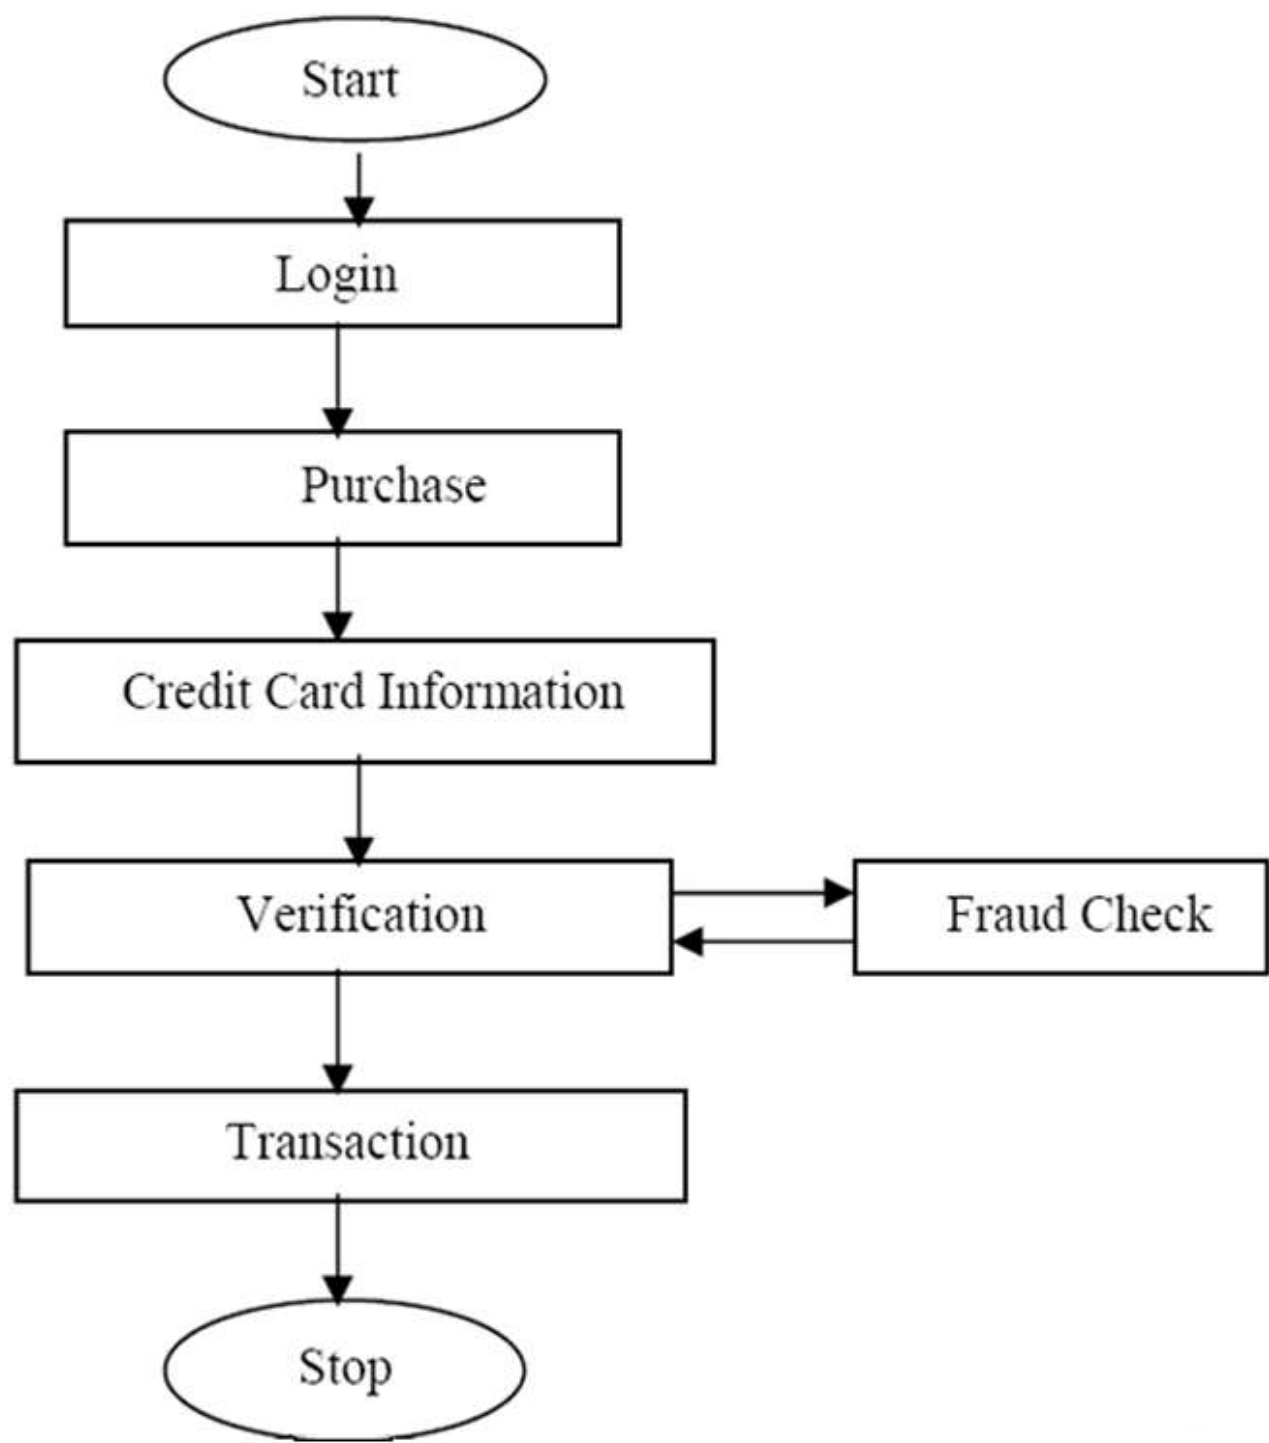 Start
Login
Purchase
Credit Card Information
Verification
Fraud Check
Transaction
Stop